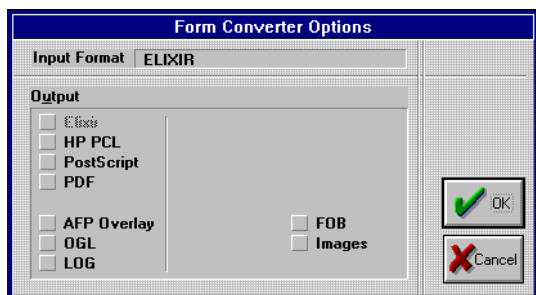 Form Converter Options
Input Format ELIXIR
Output
Elixir
HP PCL
PostScript
PDF
AFP Overlay
OGL
LOG
FOB
Images
OK
Cancel